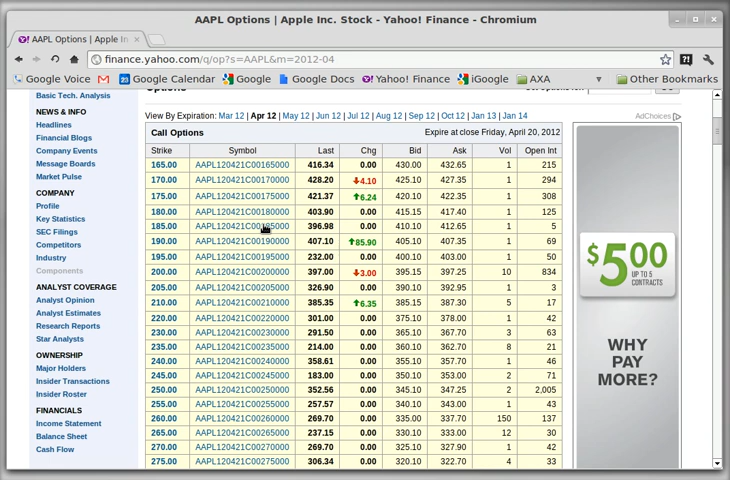 AAPL Options | Apple Inc. Stock - Yahoo! Finance - Chromium
AAPL Options | Apple In
finance.yahoo.com/q/op?s=AAPL&m=2012-04
Google Voice Google Calendar Google Docs Yahoo! Finance iGoogle AXA Other Bookmarks
Basic Tech. Analysis
NEWS & INFO
Headlines
Financial Blogs
Company Events
Message Boards
Market Pulse
COMPANY
Profile
Key Statistics
SEC Filings
Competitors
Industry
Components
ANALYST COVERAGE
Analyst Opinion
Analyst Estimates
Research Reports
Star Analysts
OWNERSHIP
Major Holders
Insider Transactions
Insider Roster
FINANCIALS
Income Statement
Balance Sheet
Cash Flow
Options
View By Expiration: Mar 12 | Apr 12 | May 12 | Jun 12 | Jul 12 | Aug 12 | Sep 12 | Oct 12 | Jan 13 | Jan 14
Call Options Expire at close Friday, April 20, 2012
Strike Symbol Last Chg Bid Ask Vol Open Int
165.00 AAPL120421C00165000 416.34 0.00 430.00 432.65 1 215
170.00 AAPL120421C00170000 428.20 4.10 425.10 427.35 1 294
175.00 AAPL120421C00175000 421.37 6.24 420.10 422.35 1 308
180.00 AAPL120421C00180000 403.90 0.00 415.15 417.40 1 125
185.00 AAPL120421C00185000 396.98 0.00 410.10 412.65 1 5
190.00 AAPL120421C00190000 407.10 85.90 405.10 407.35 1 69
195.00 AAPL120421C00195000 232.00 0.00 400.10 403.00 1 50
200.00 AAPL120421C00200000 397.00 3.00 395.15 397.25 10 834
205.00 AAPL120421C00205000 326.90 0.00 390.10 392.95 1 3
210.00 AAPL120421C00210000 385.35 6.35 385.15 387.30 5 17
220.00 AAPL120421C00220000 301.00 0.00 375.10 378.00 1 42
230.00 AAPL120421C00230000 291.50 0.00 365.10 367.70 3 63
235.00 AAPL120421C00235000 214.00 0.00 360.10 362.70 8 21
240.00 AAPL120421C00240000 358.61 0.00 355.10 357.70 1 46
245.00 AAPL120421C00245000 183.00 0.00 350.10 353.00 2 71
250.00 AAPL120421C00250000 352.56 0.00 345.10 347.25 2 2,005
255.00 AAPL120421C00255000 257.57 0.00 340.10 343.00 1 43
260.00 AAPL120421C00260000 269.70 0.00 335.00 337.70 150 137
265.00 AAPL120421C00265000 237.15 0.00 330.10 333.00 12 30
270.00 AAPL120421C00270000 269.70 0.00 325.10 327.90 1 42
275.00 AAPL120421C00275000 306.34 0.00 320.10 322.70 4 33
AdChoices
$5.00
UP TO 5
CONTRACTS
WHY
PAY
MORE?